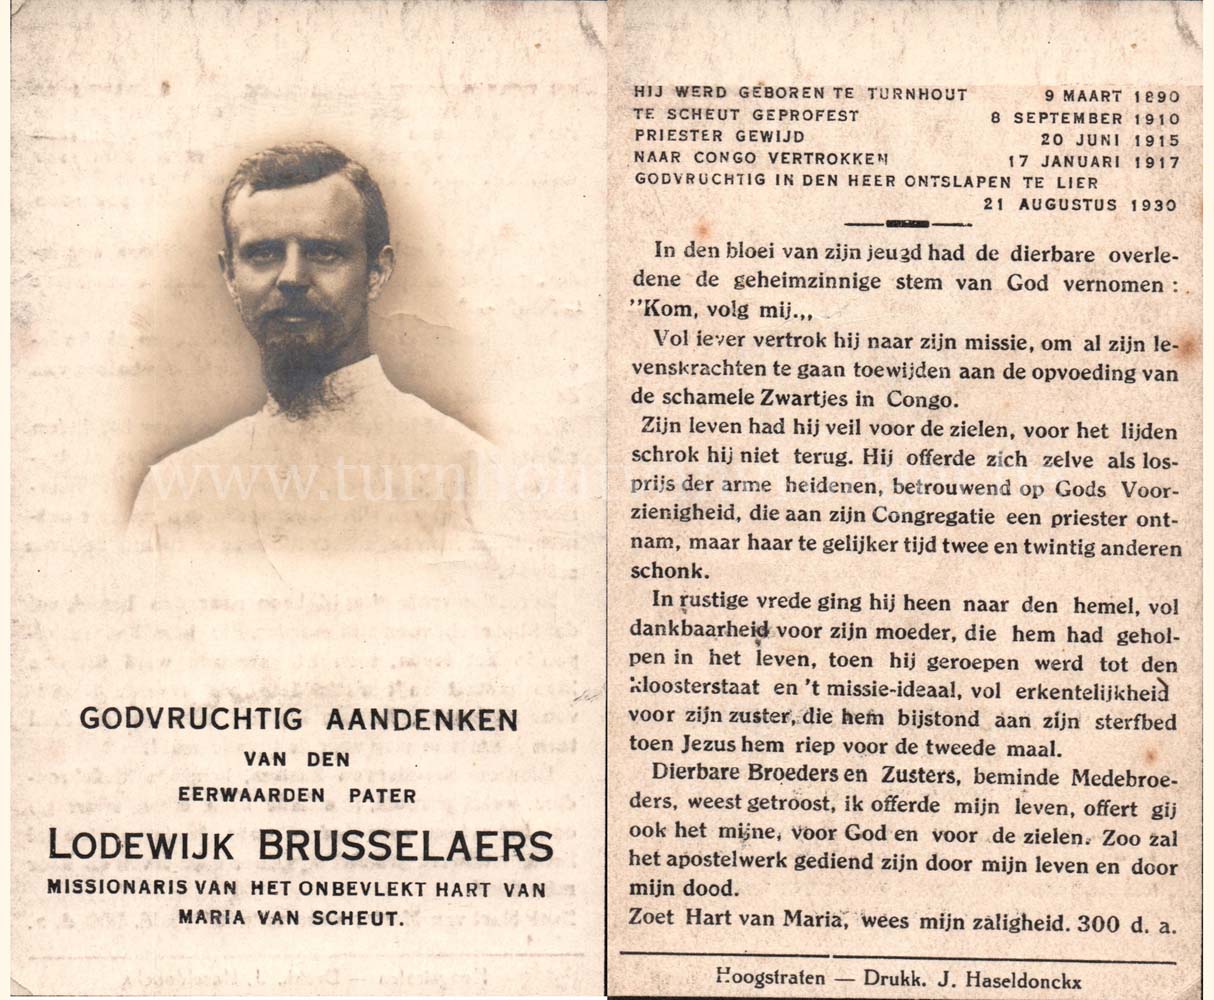 GODVRUCHTIG AANDENKEN
VAN DEN
EERWAARDEN PATER
LODEWIJK BRUSSELAERS
MISSIONARIS VAN HET ONBEVLEKT HART VAN
MARIA VAN SCHEUT.
HIJ WERD GEBOREN TE TURNHOUT 9 MAART 1890
TE SCHEUT GEPROFEST 8 SEPTEMBER 1910
PRIESTER GEWIJD 20 JUNI 1915
NAAR CONGO VERTROKKEN 17 JANUARI 1917
GODVRUCHTIG IN DEN HEER ONTSLAPEN TE LIER
21 AUGUSTUS 1930
In den bloei van zijn jeugd had de dierbare overle-
dene de geheimzinnige stem van God vernomen :
"Kom, volg mij.,,
Vol iever vertrok hij naar zijn missie, om al zijn le-
venskrachten te gaan toewijden aan de opvoeding van
de schamele Zwartjes in Congo.
Zijn leven had hij veil voor de zielen, voor het lijden
schrok hij niet terug. Hij offerde zich zelve als los-
prijs der arme heidenen, betrouwend op Gods Voor-
zienigheid, die aan zijn Congregatie een priester ont-
nam, maar haar te gelijker tijd twee en twintig anderen
schonk.
In rustige vrede ging hij heen naar den hemel, vol
dankbaarheid voor zijn moeder, die hem had gehol-
pen in het leven, toen hij geroepen werd tot den
kloosterstaat en 't missie-ideaal, vol erkentelijkheid
voor zijn zuster, die hem bijstond aan zijn sterfbed
toen Jezus hem riep voor de tweede maal.
Dierbare Broeders en Zusters, beminde Medebroe-
ders, weest getroost, ik offerde mijn leven, offert gij
ook het mijne, voor God en voor de zielen. Zoo zal
het apostelwerk gediend zijn door mijn leven en door
mijn dood.
Zoet Hart van Maria, wees mijn zaligheid. 300 d. a.
Hoogstraten — Drukk. J. Haseldonckx